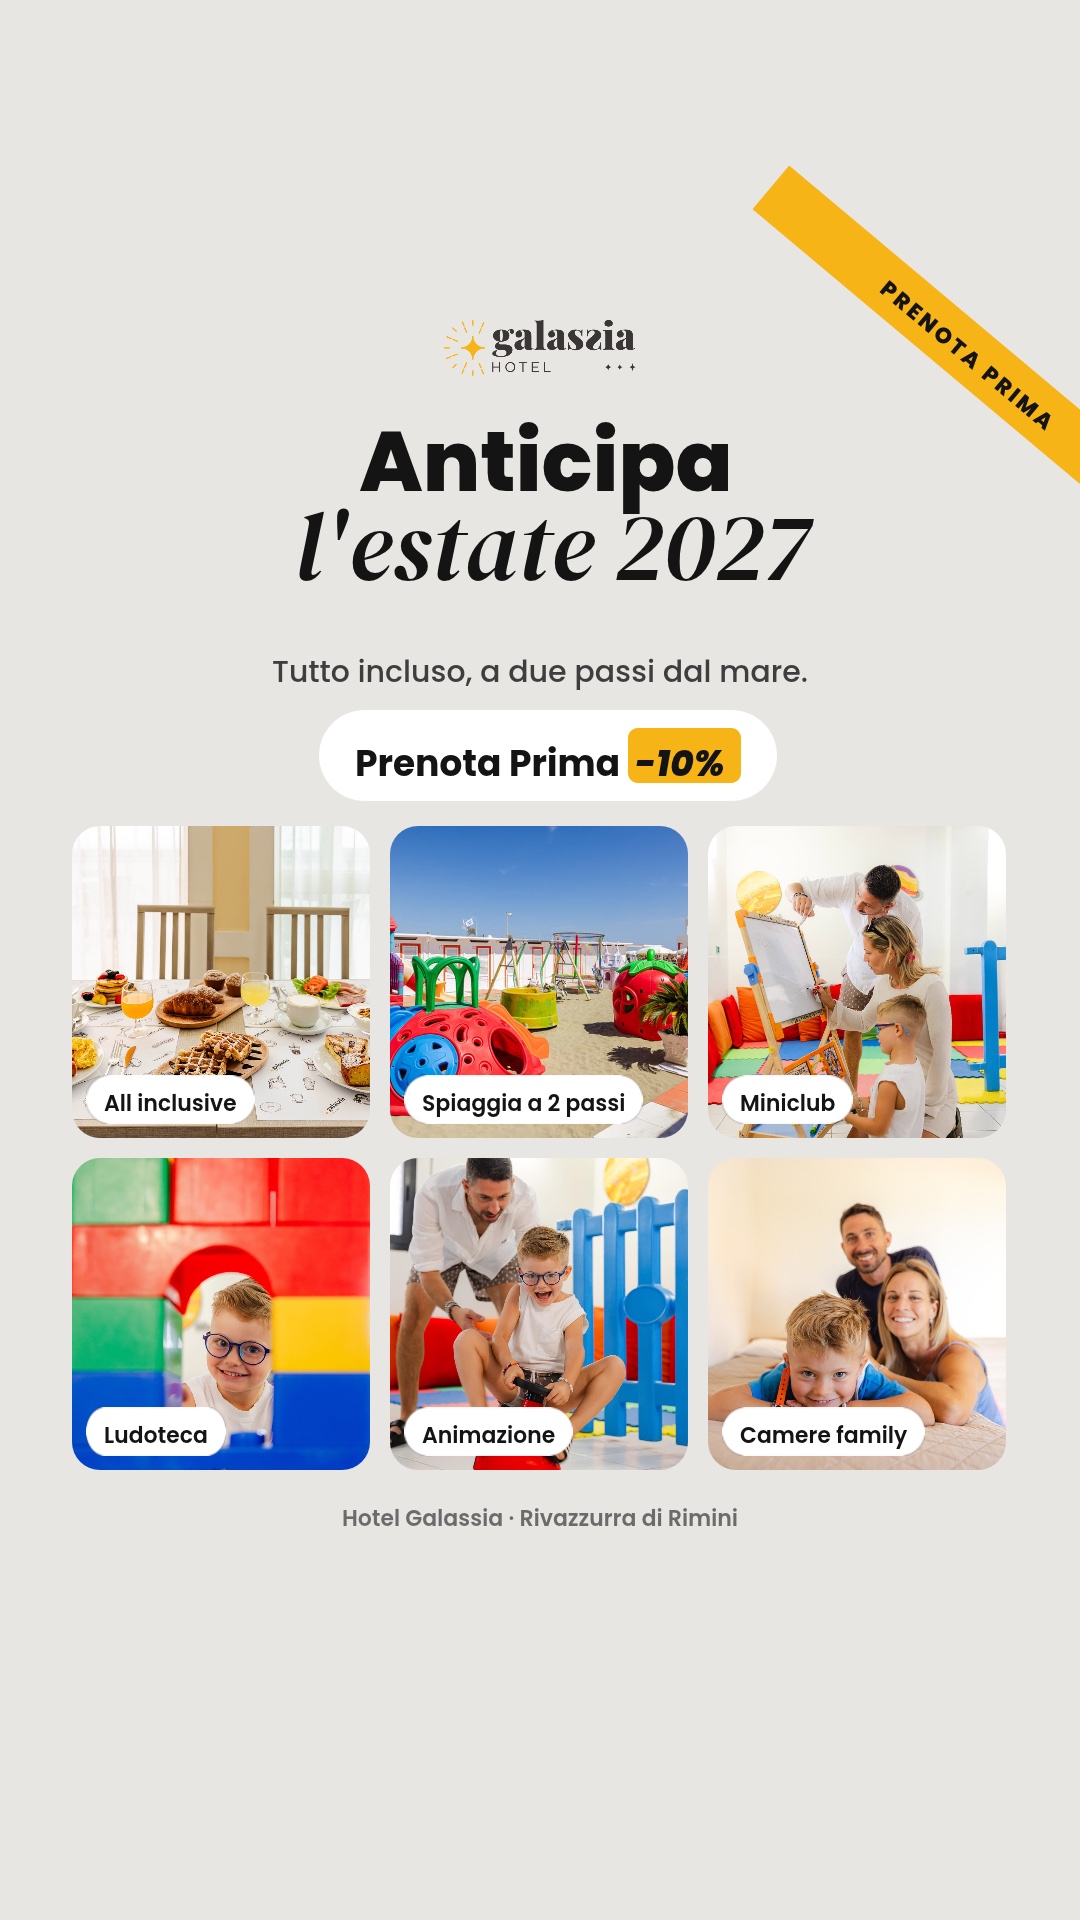 PRENOTA PRIMA
galassia
HOTEL
Anticipa
l'estate 2027
Tutto incluso, a due passi dal mare.
Prenota Prima -10%
All inclusive
Spiaggia a 2 passi
Miniclub
Ludoteca
Animazione
Camere family
Hotel Galassia · Rivazzurra di Rimini